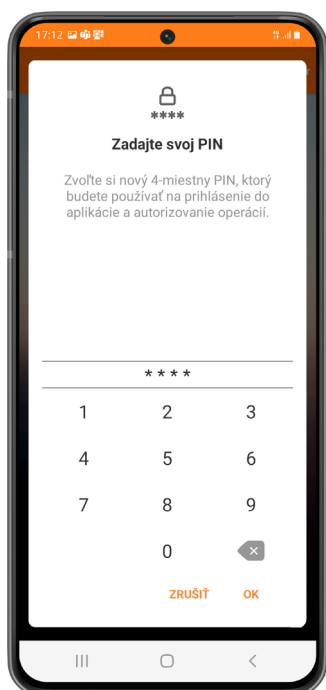 17:12
****
Zadajte svoj PIN
Zvoľte si nový 4-miestny PIN, ktorý
budete používať na prihlásenie do
aplikácie a autorizovanie operácií.
****
1 2 3
4 5 6
7 8 9
0
ZRUŠIŤ OK